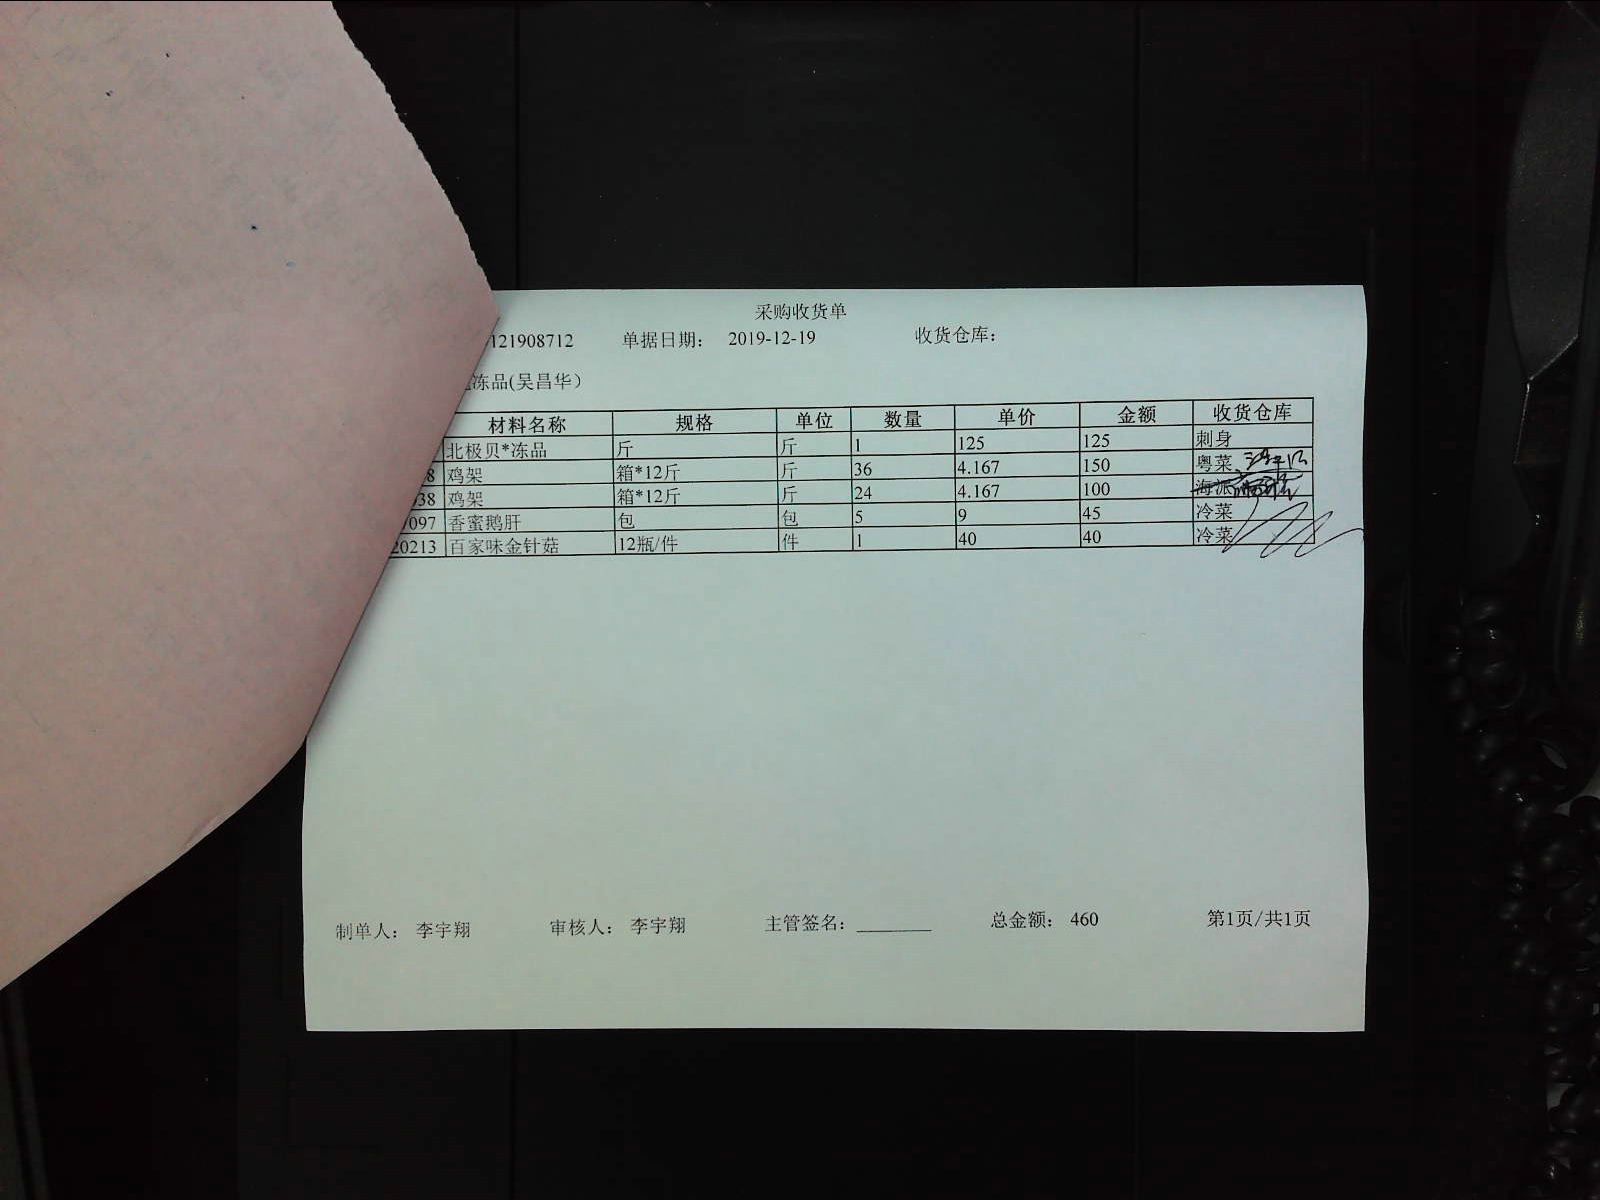 采购收货单
121908712 单据日期： 2019-12-19 收货仓库：
冻品(吴昌华）
材料名称 规格 单位 数量 单价 金额 收货仓库
北极贝*冻品 斤 斤 1 125 125 刺身
8 鸡架 箱*12斤 斤 36 4.167 150 粤菜
038 鸡架 箱*12斤 斤 24 4.167 100 海派
097 香蜜鹅肝 包 包 5 9 45 冷菜
20213 百家味金针菇 12瓶/件 件 1 40 40 冷菜
制单人： 李宇翔 审核人： 李宇翔 主管签名：________ 总金额： 460 第1页/共1页